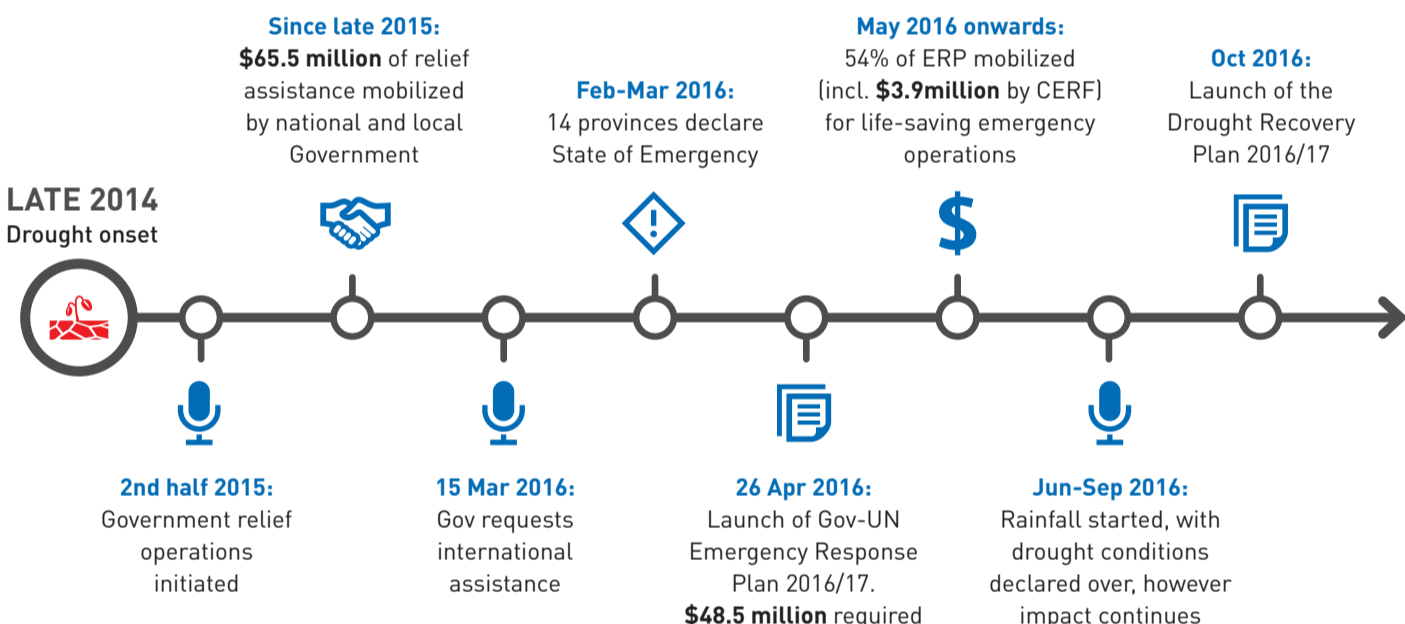 LATE 2014
Drought onset
2nd half 2015:
Government relief
operations
initiated
Since late 2015:
$65.5 million of relief
assistance mobilized
by national and local
Government
15 Mar 2016:
Gov requests
international
assistance
Feb-Mar 2016:
14 provinces declare
State of Emergency
26 Apr 2016:
Launch of Gov-UN
Emergency Response
Plan 2016/17.
$48.5 million required
May 2016 onwards:
54% of ERP mobilized
(incl. $3.9million by CERF)
for life-saving emergency
operations
Jun-Sep 2016:
Rainfall started, with
drought conditions
declared over, however
impact continues
Oct 2016:
Launch of the
Drought Recovery
Plan 2016/17